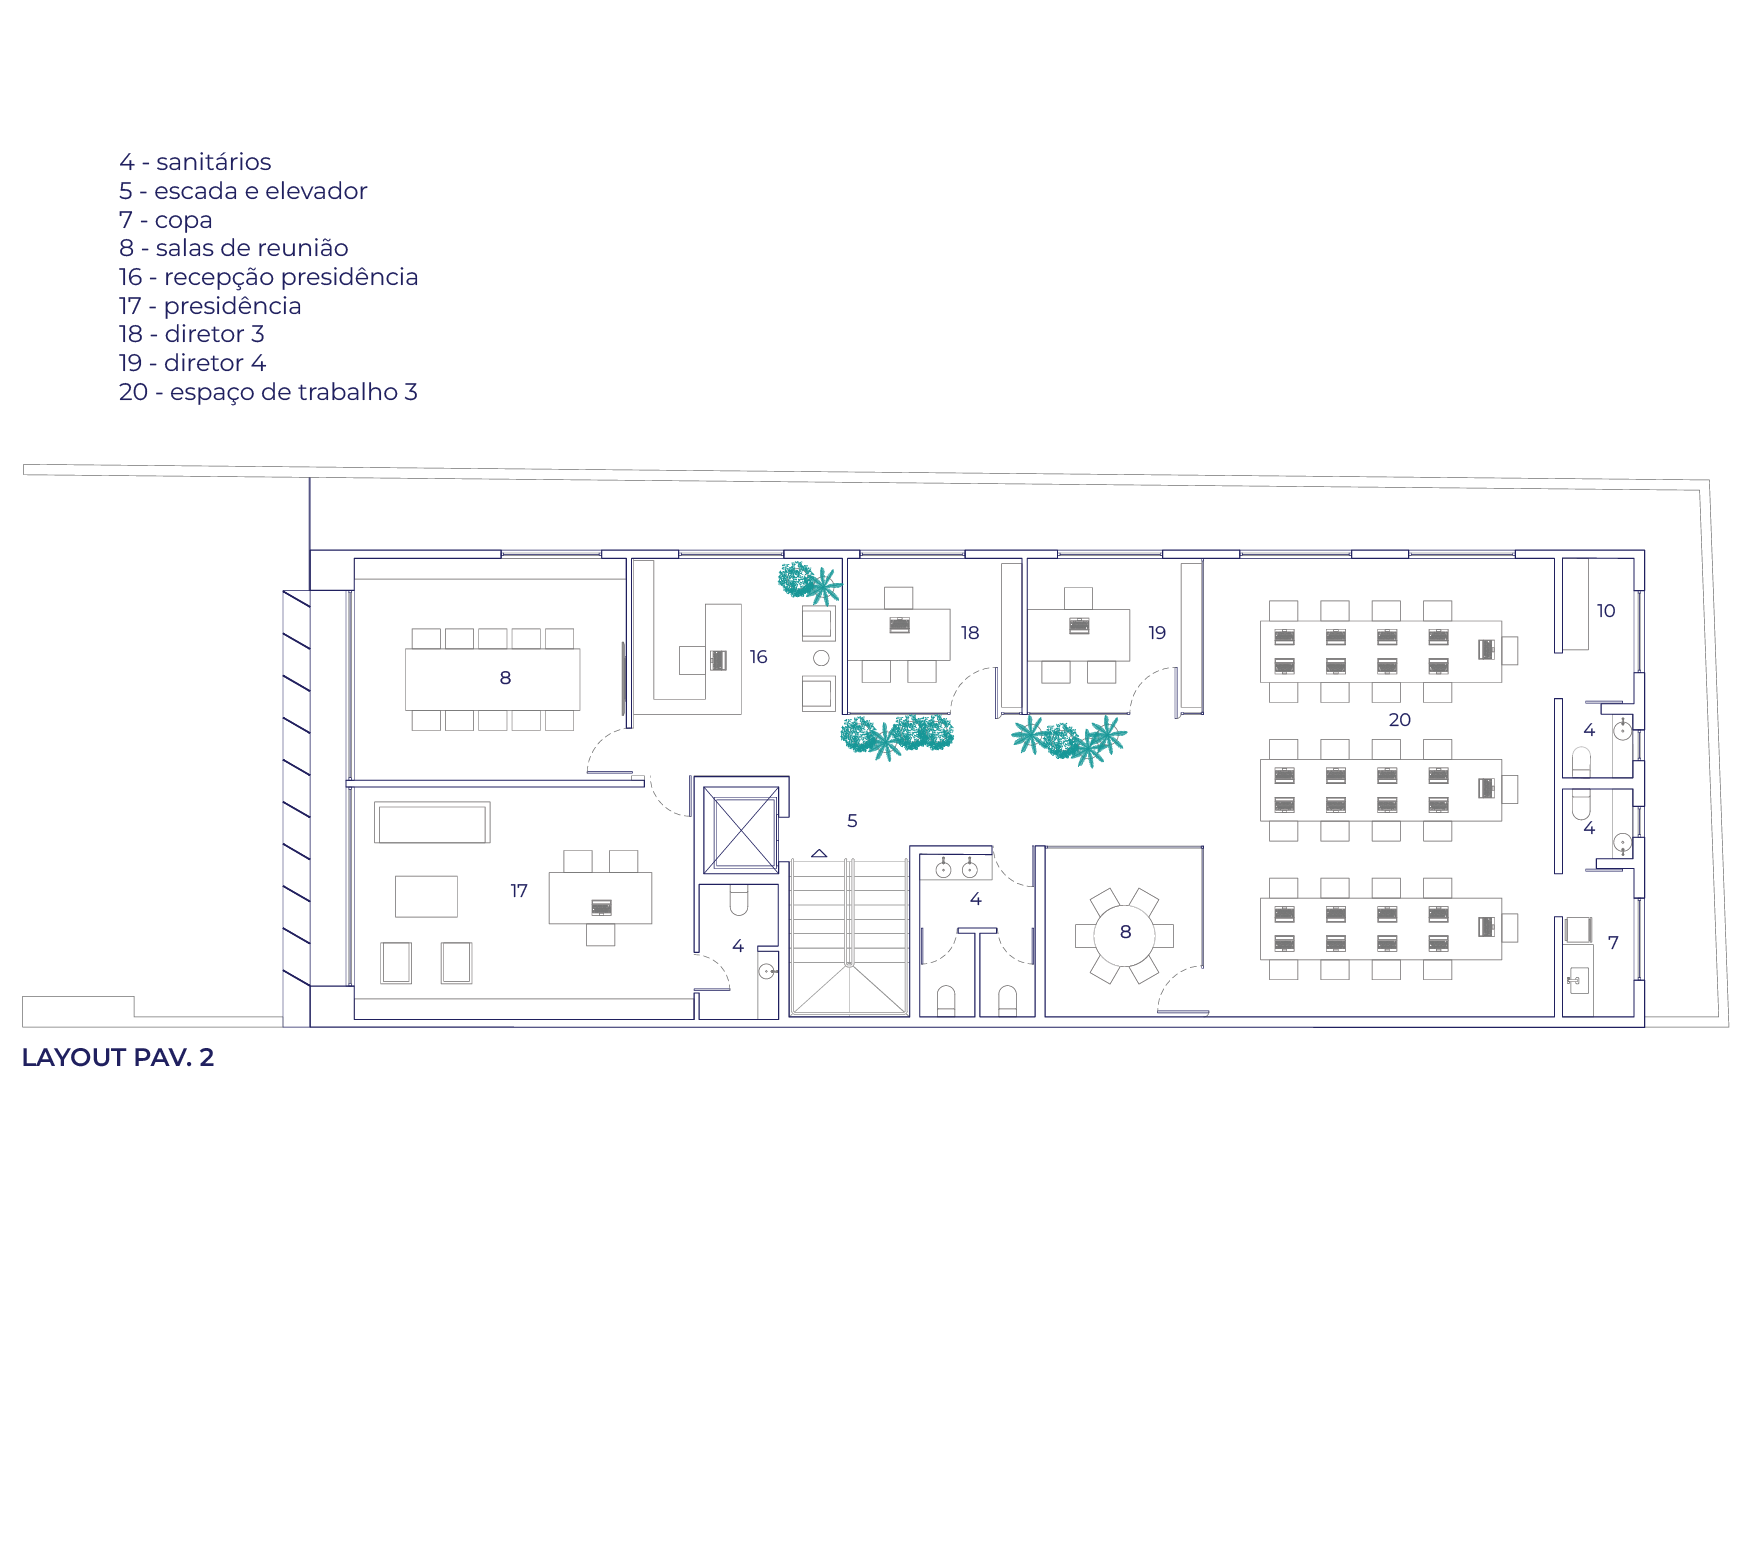 4 - sanitários
5 - escada e elevador
7 - copa
8 - salas de reunião
16 - recepção presidência
17 - presidência
18 - diretor 3
19 - diretor 4
20 - espaço de trabalho 3
10
18
19
16
8
20
4
5
4
17
4
8
4
7
LAYOUT PAV. 2